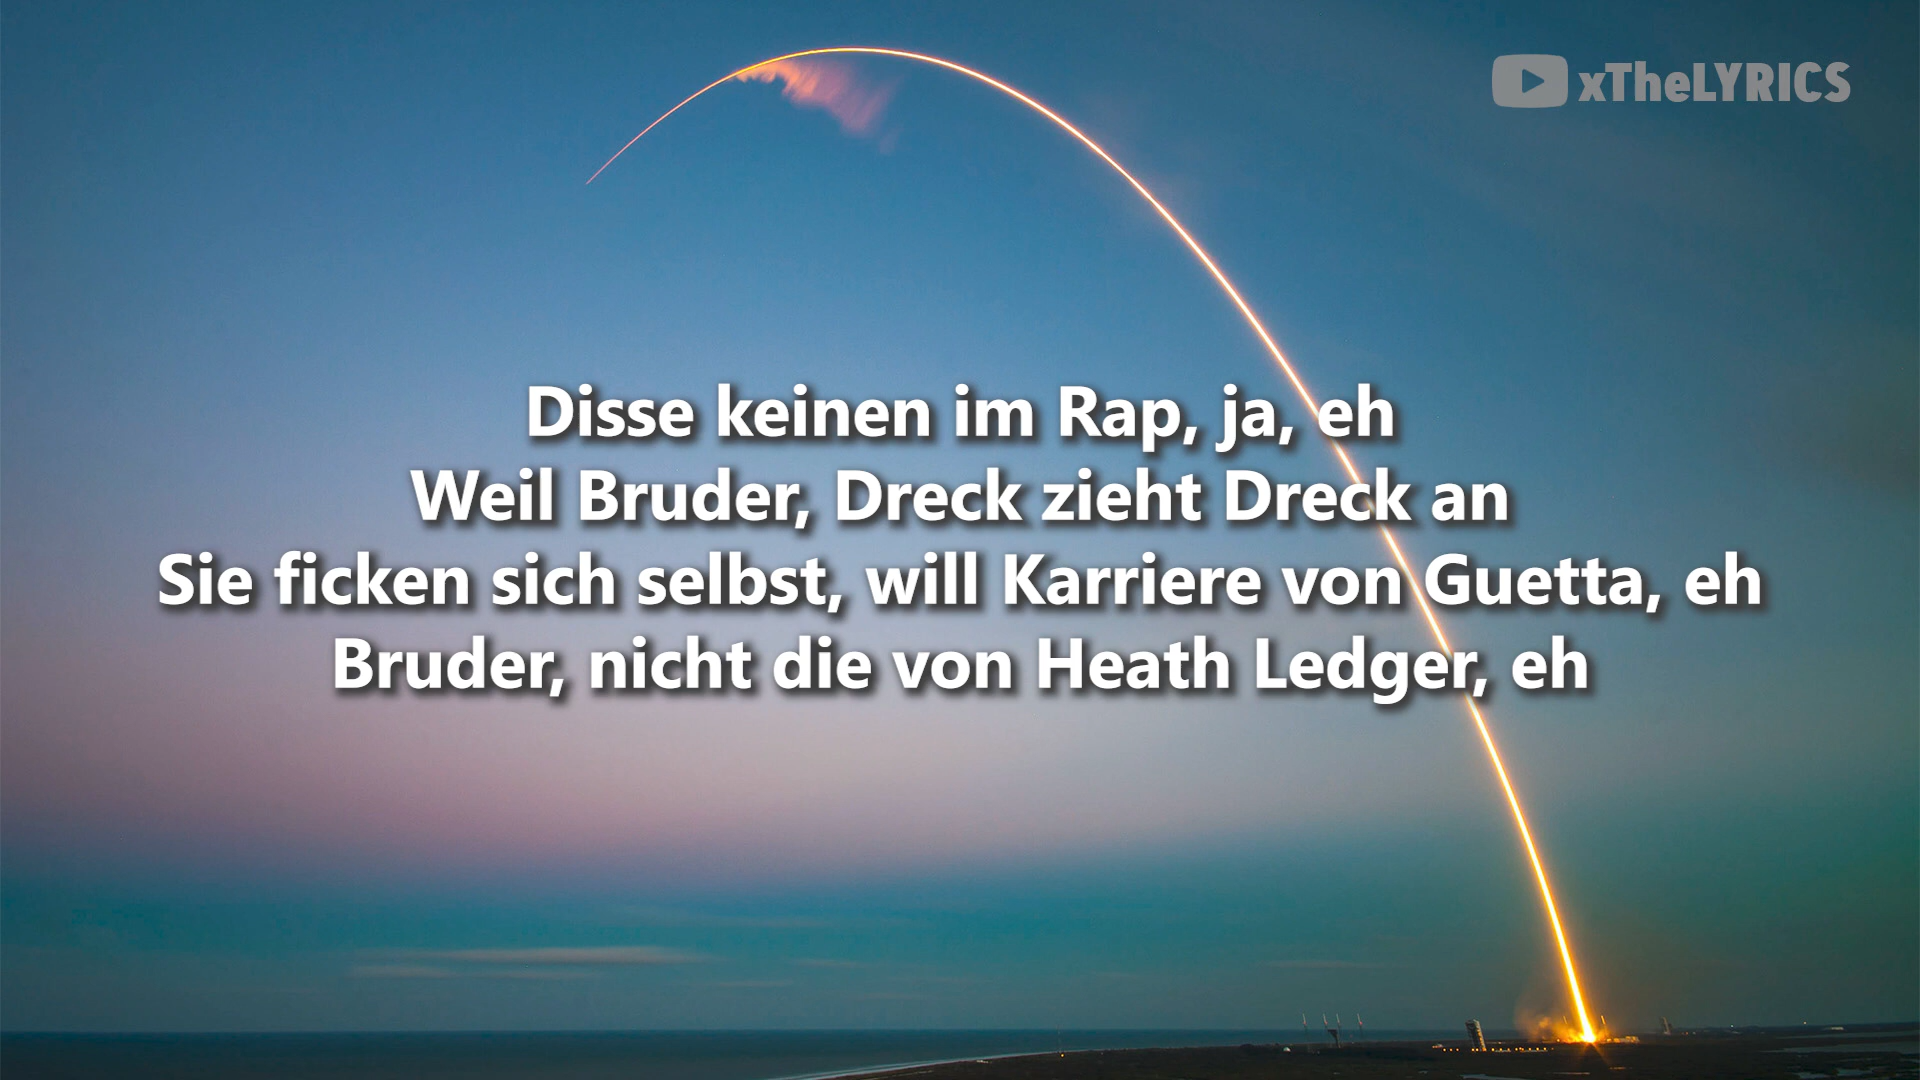 xTheLYRICS
Disse keinen im Rap, ja, eh
Weil Bruder, Dreck zieht Dreck an
Sie ficken sich selbst, will Karriere von Guetta, eh
Bruder, nicht die von Heath Ledger, eh